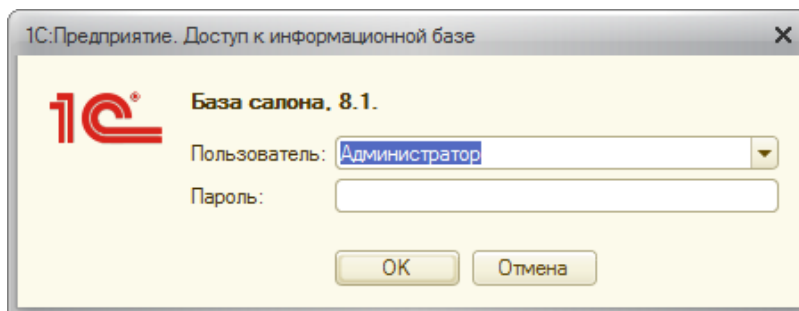 1С:Предприятие. Доступ к информационной базе
1С®
База салона, 8.1.
Пользователь: Администратор
Пароль:
OK Отмена